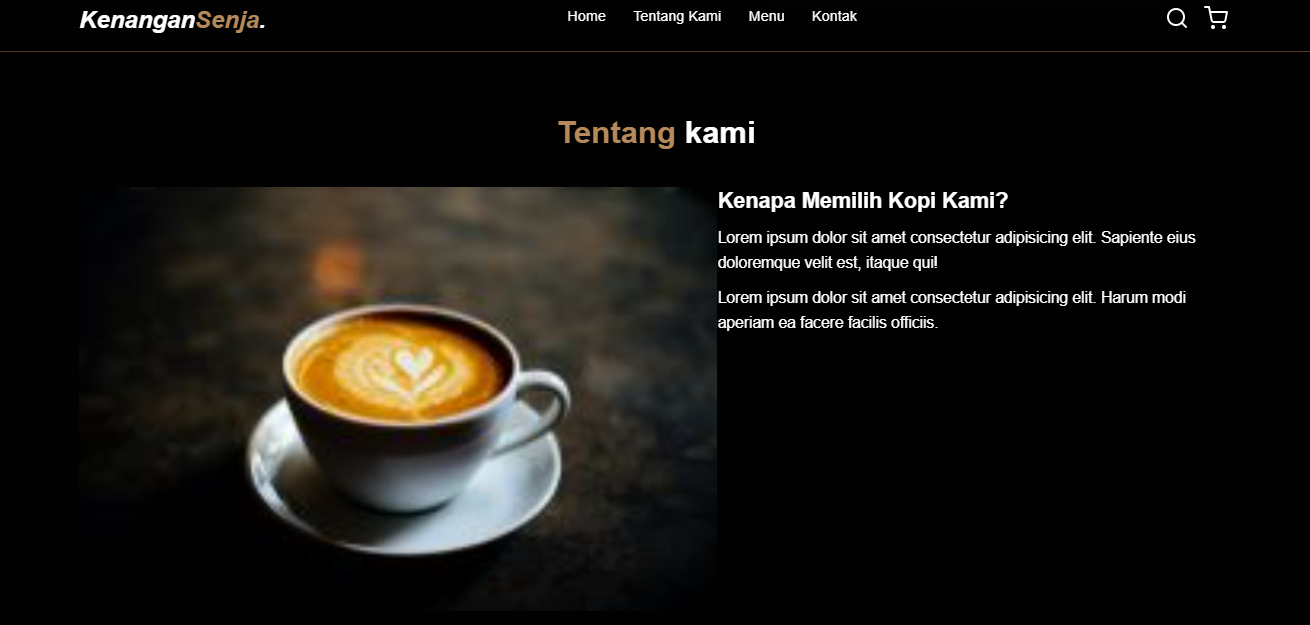 KenanganSenja.
Home Tentang Kami Menu Kontak
Tentang kami
Kenapa Memilih Kopi Kami?
Lorem ipsum dolor sit amet consectetur adipisicing elit. Sapiente eius
doloremque velit est, itaque qui!
Lorem ipsum dolor sit amet consectetur adipisicing elit. Harum modi
aperiam ea facere facilis officiis.